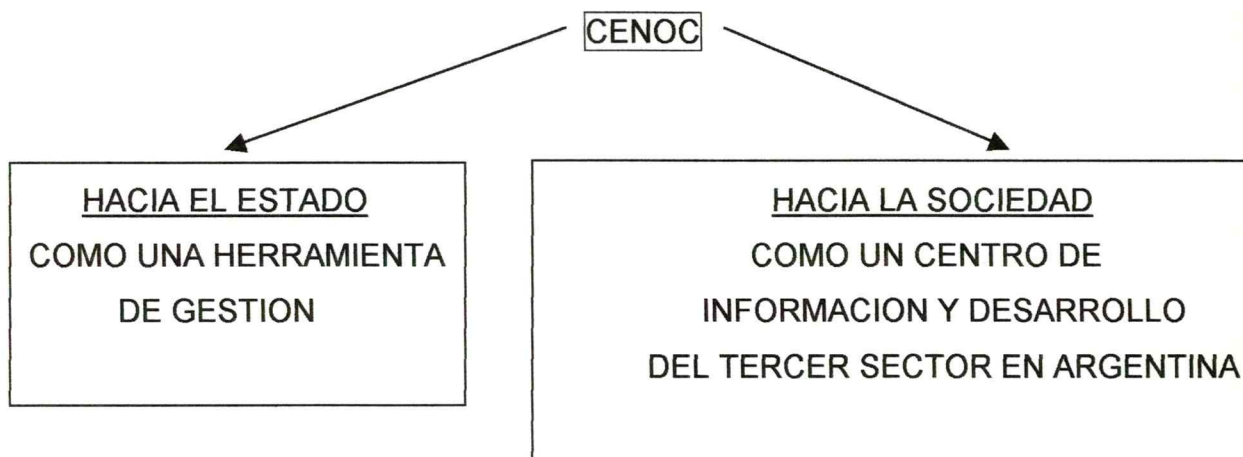 CENOC
HACIA EL ESTADO
COMO UNA HERRAMIENTA
DE GESTION
HACIA LA SOCIEDAD
COMO UN CENTRO DE
INFORMACION Y DESARROLLO
DEL TERCER SECTOR EN ARGENTINA